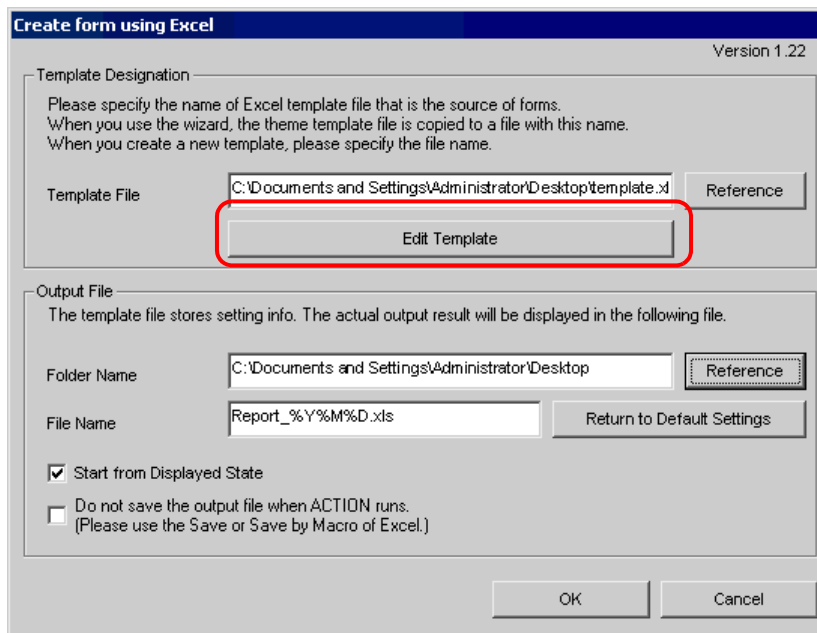 Create form using Excel
Version 1.22
Template Designation
Please specify the name of Excel template file that is the source of forms.
When you use the wizard, the theme template file is copied to a file with this name.
When you create a new template, please specify the file name.
Template File
C:\Documents and Settings\Administrator\Desktop\template.xl
Reference
Edit Template
Output File
The template file stores setting info. The actual output result will be displayed in the following file.
Folder Name
C:\Documents and Settings\Administrator\Desktop
Reference
File Name
Report_%Y%M%D.xls
Return to Default Settings
Start from Displayed State
Do not save the output file when ACTION runs.
(Please use the Save or Save by Macro of Excel.)
OK
Cancel